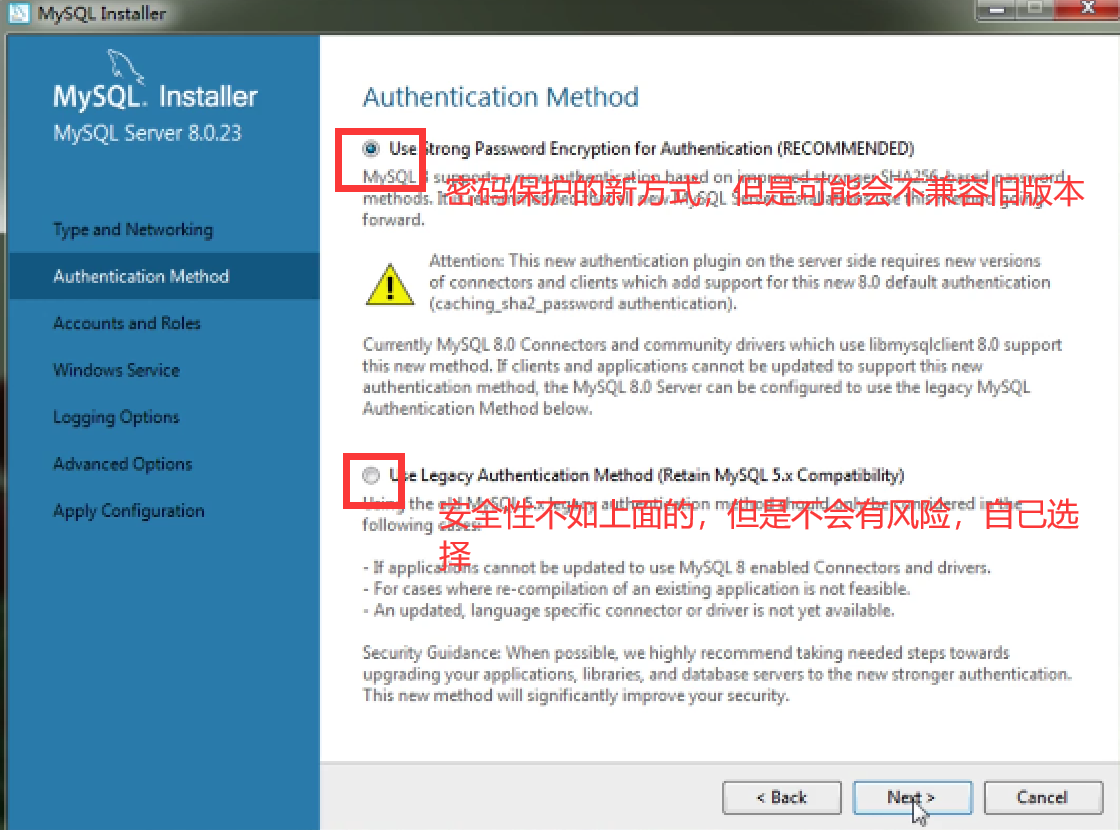 MySQL Installer
MySQL. Installer
MySQL Server 8.0.23
Type and Networking
Authentication Method
Accounts and Roles
Windows Service
Logging Options
Advanced Options
Apply Configuration
Authentication Method
Use Strong Password Encryption for Authentication (RECOMMENDED)
MySQL 8 supports a new authentication based on improved stronger SHA256-based password
密码保护的新方式，但是可能会不兼容旧版本
methods. It is recommended that all new MySQL Server installations use this method going
forward.
Attention: This new authentication plugin on the server side requires new versions
of connectors and clients which add support for this new 8.0 default authentication
(caching_sha2_password authentication).
Currently MySQL 8.0 Connectors and community drivers which use libmysqlclient 8.0 support
this new method. If clients and applications cannot be updated to support this new
authentication method, the MySQL 8.0 Server can be configured to use the legacy MySQL
Authentication Method below.
Use Legacy Authentication Method (Retain MySQL 5.x Compatibility)
Using the old MySQL 5.x legacy authentication method should only be considered in the
安全性不如上面的，但是不会有风险，自己选
following cases:
择
- If applications cannot be updated to use MySQL 8 enabled Connectors and drivers.
- For cases where re-compilation of an existing application is not feasible.
- An updated, language specific connector or driver is not yet available.
Security Guidance: When possible, we highly recommend taking needed steps towards
upgrading your applications, libraries, and database servers to the new stronger authentication.
This new method will significantly improve your security.
< Back
Next >
Cancel